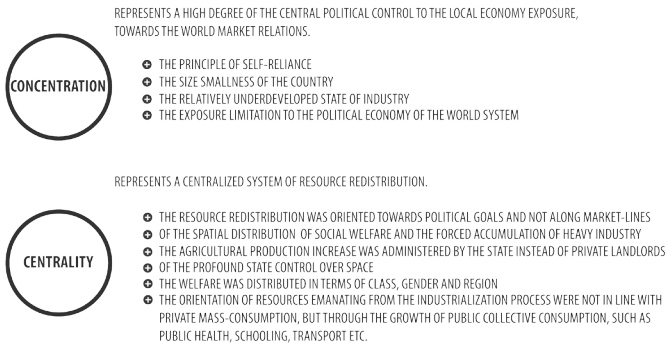 REPRESENTS A HIGH DEGREE OF THE CENTRAL POLITICAL CONTROL TO THE LOCAL ECONOMY EXPOSURE,
TOWARDS THE WORLD MARKET RELATIONS.
CONCENTRATION
THE PRINCIPLE OF SELF-RELIANCE
THE SIZE SMALLNESS OF THE COUNTRY
THE RELATIVELY UNDERDEVELOPED STATE OF INDUSTRY
THE EXPOSURE LIMITATION TO THE POLITICAL ECONOMY OF THE WORLD SYSTEM
REPRESENTS A CENTRALIZED SYSTEM OF RESOURCE REDISTRIBUTION.
CENTRALITY
THE RESOURCE REDISTRIBUTION WAS ORIENTED TOWARDS POLITICAL GOALS AND NOT ALONG MARKET-LINES
OF THE SPATIAL DISTRIBUTION OF SOCIAL WELFARE AND THE FORCED ACCUMULATION OF HEAVY INDUSTRY
THE AGRICULTURAL PRODUCTION INCREASE WAS ADMINISTERED BY THE STATE INSTEAD OF PRIVATE LANDLORDS
OF THE PROFOUND STATE CONTROL OVER SPACE
THE WELFARE WAS DISTRIBUTED IN TERMS OF CLASS, GENDER AND REGION
THE ORIENTATION OF RESOURCES EMANATING FROM THE INDUSTRIALIZATION PROCESS WERE NOT IN LINE WITH
PRIVATE MASS-CONSUMPTION, BUT THROUGH THE GROWTH OF PUBLIC COLLECTIVE CONSUMPTION, SUCH AS
PUBLIC HEALTH, SCHOOLING, TRANSPORT ETC.